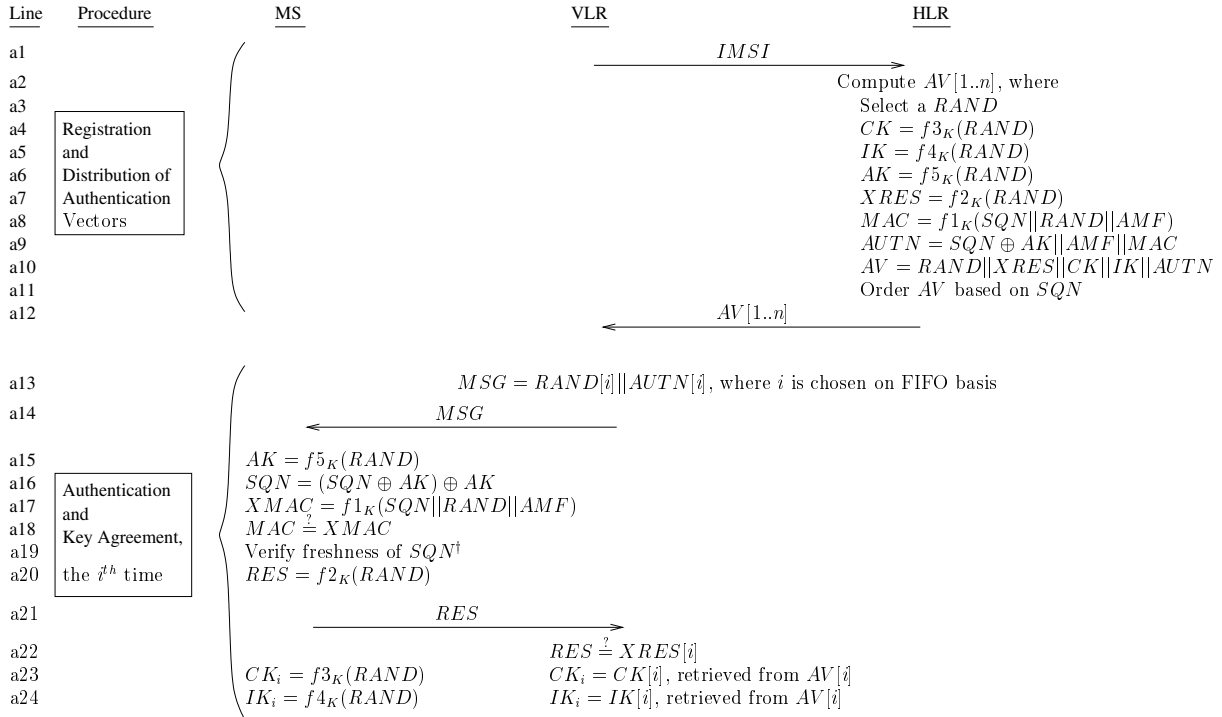 Line Procedure MS VLR HLR
a1 IMSI
a2 Compute AV[1..n], where
a3 Select a RAND
a4 Registration CK = f3_K(RAND)
a5 and IK = f4_K(RAND)
a6 Distribution of AK = f5_K(RAND)
a7 Authentication XRES = f2_K(RAND)
a8 Vectors MAC = f1_K(SQN||RAND||AMF)
a9 AUTN = SQN ⊕ AK||AMF||MAC
a10 AV = RAND||XRES||CK||IK||AUTN
a11 Order AV based on SQN
a12 AV[1..n]
a13 MSG = RAND[i]||AUTN[i], where i is chosen on FIFO basis
a14 MSG
a15 AK = f5_K(RAND)
a16 Authentication SQN = (SQN ⊕ AK) ⊕ AK
a17 and XMAC = f1_K(SQN||RAND||AMF)
a18 Key Agreement, MAC ≟ XMAC
a19 Verify freshness of SQN†
a20 the i^th time RES = f2_K(RAND)
a21 RES
a22 RES ≟ XRES[i]
a23 CK_i = f3_K(RAND) CK_i = CK[i], retrieved from AV[i]
a24 IK_i = f4_K(RAND) IK_i = IK[i], retrieved from AV[i]